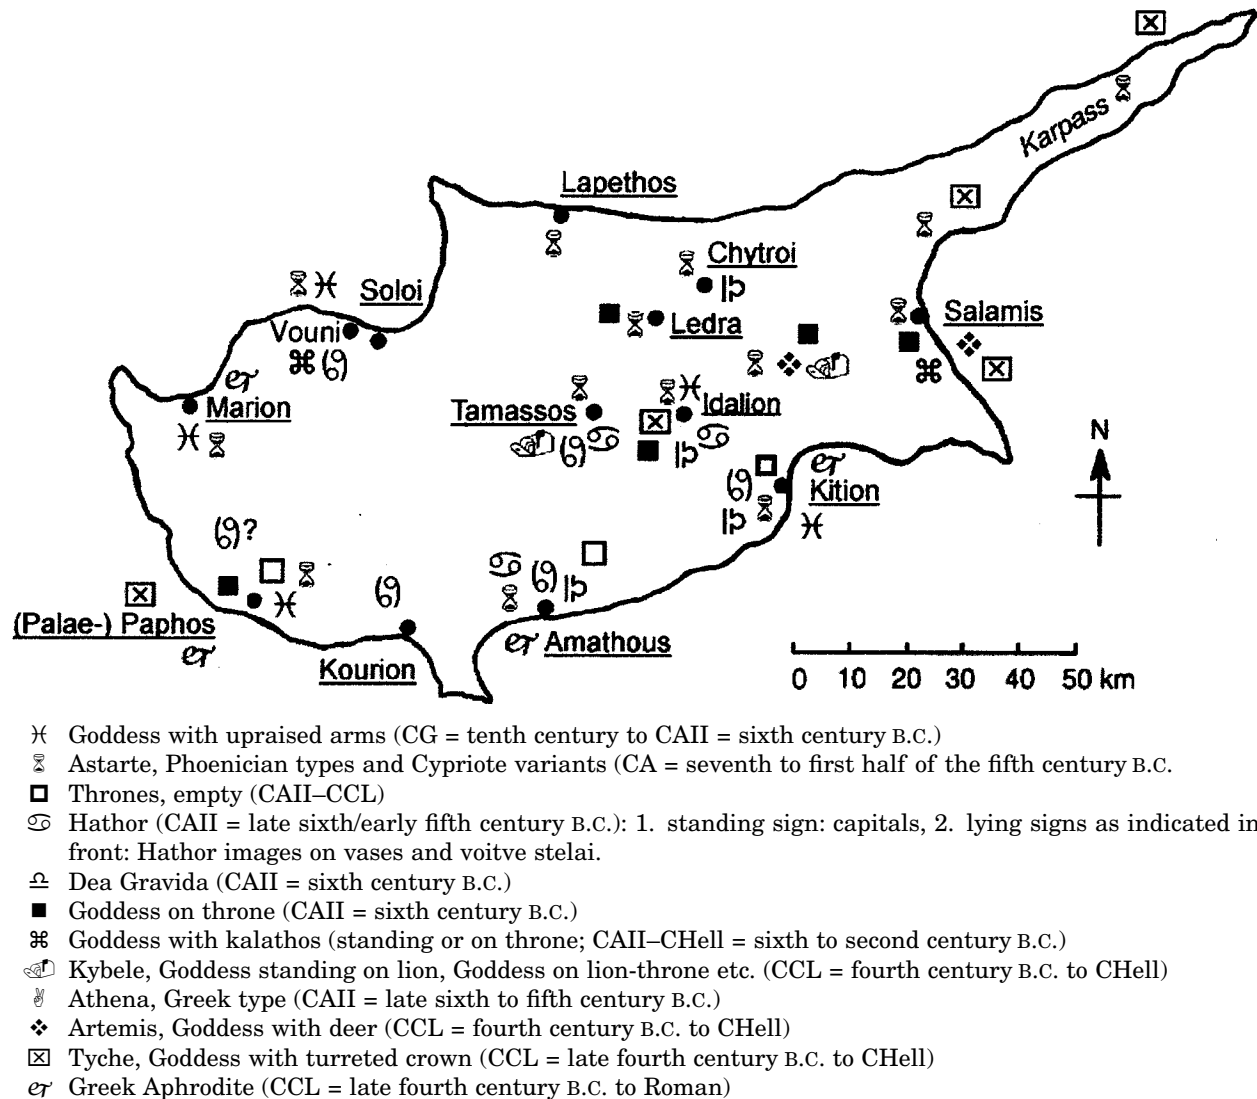 Karpass
Lapethos
Chytroi
Soloi
Salamis
Ledra
Vouni
Marion
Tamassos
Idalion
N
Kition
?
(Palae-) Paphos
Amathous
Kourion
0 10 20 30 40 50 km
♓ Goddess with upraised arms (CG = tenth century to CAII = sixth century B.C.)
Astarte, Phoenician types and Cypriote variants (CA = seventh to first half of the fifth century B.C.
Thrones, empty (CAII–CCL)
♋ Hathor (CAII = late sixth/early fifth century B.C.): 1. standing sign: capitals, 2. lying signs as indicated in
front: Hathor images on vases and voitve stelai.
♎ Dea Gravida (CAII = sixth century B.C.)
■ Goddess on throne (CAII = sixth century B.C.)
⌘ Goddess with kalathos (standing or on throne; CAII–CHell = sixth to second century B.C.)
Kybele, Goddess standing on lion, Goddess on lion-throne etc. (CCL = fourth century B.C. to CHell)
Athena, Greek type (CAII = late sixth to fifth century B.C.)
❖ Artemis, Goddess with deer (CCL = fourth century B.C. to CHell)
Tyche, Goddess with turreted crown (CCL = late fourth century B.C. to CHell)
Greek Aphrodite (CCL = late fourth century B.C. to Roman)